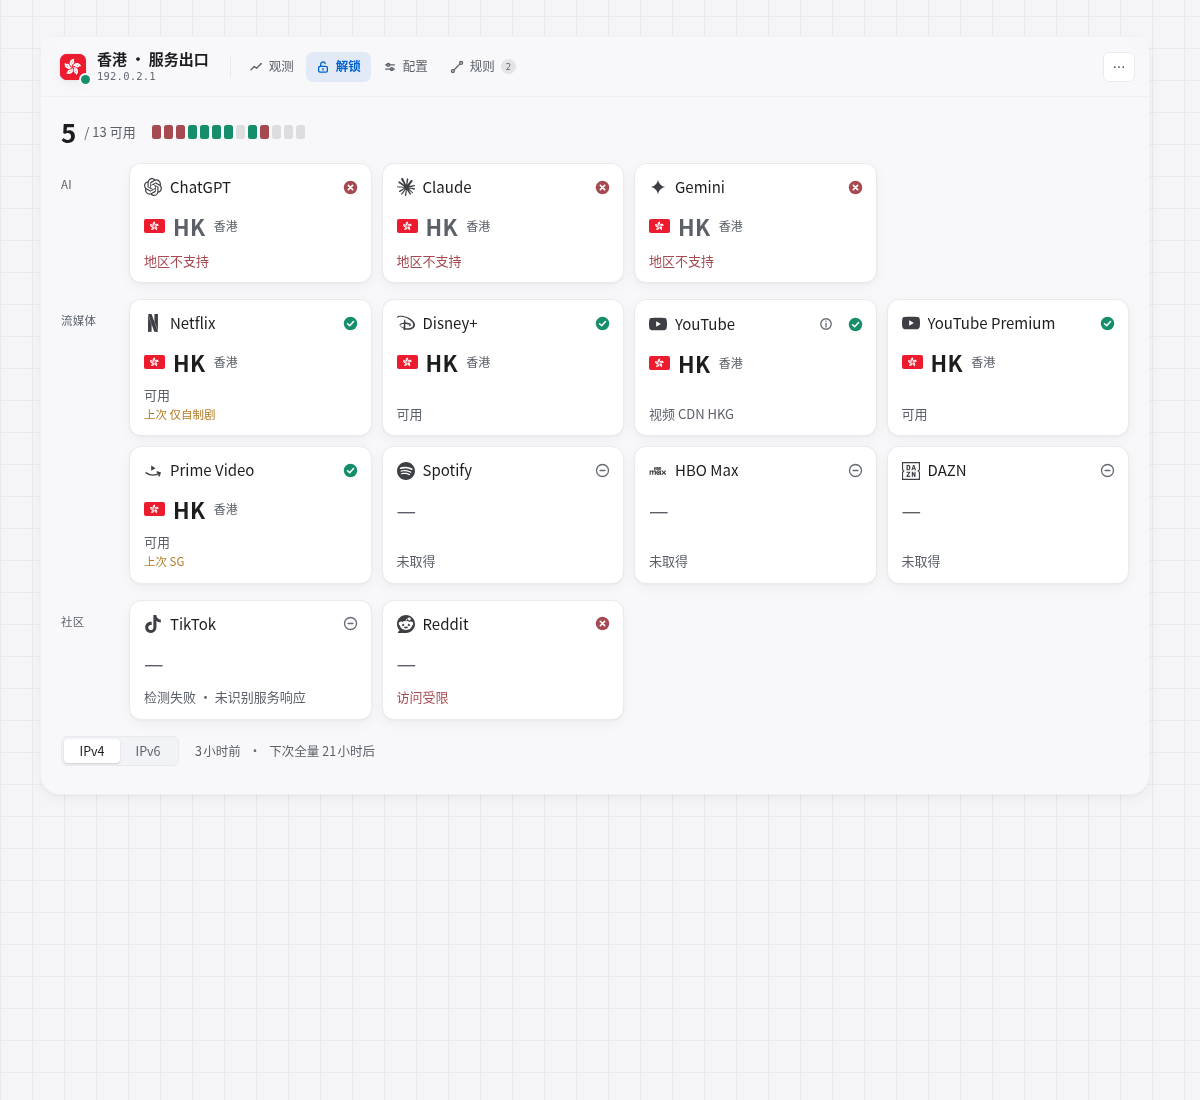 香港 · 服务出口
192.0.2.1
观测
解锁
配置
规则 2
···
5 / 13 可用
AI
ChatGPT
HK 香港
地区不支持
Claude
HK 香港
地区不支持
Gemini
HK 香港
地区不支持
流媒体
Netflix
HK 香港
可用
上次 仅自制剧
Disney+
HK 香港
可用
YouTube
HK 香港
视频 CDN HKG
YouTube Premium
HK 香港
可用
Prime Video
HK 香港
可用
上次 SG
Spotify
—
未取得
HBO max
HBO Max
—
未取得
DAZN
DAZN
—
未取得
社区
TikTok
—
检测失败 · 未识别服务响应
Reddit
—
访问受限
IPv4
IPv6
3小时前 · 下次全量 21小时后